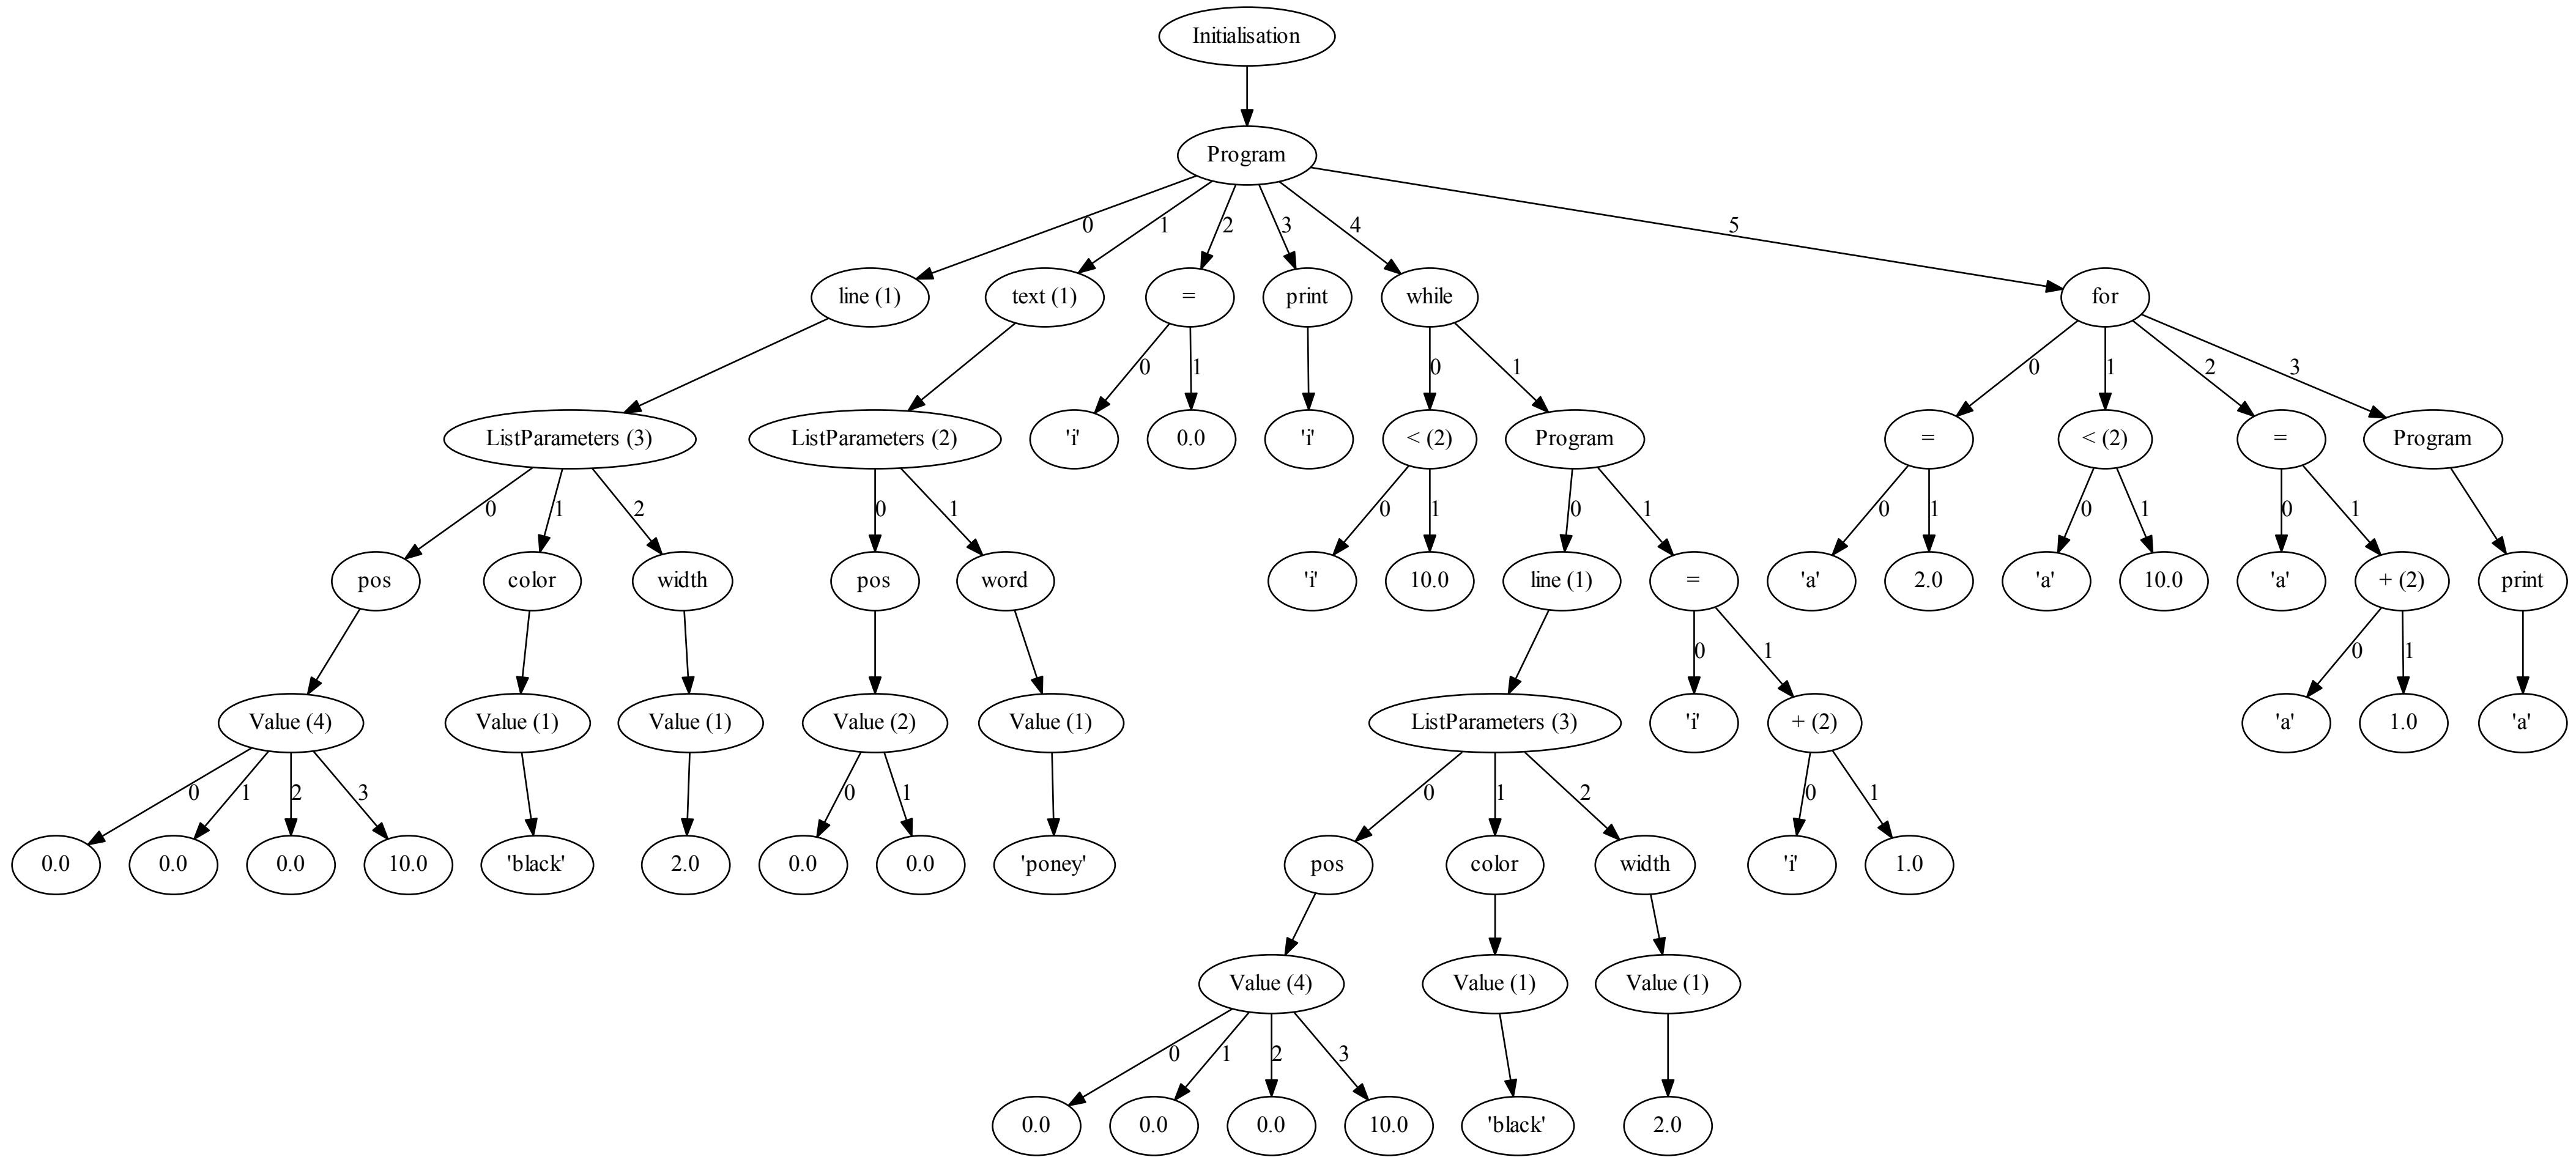 Initialisation
Program
0 1 2 3 4 5
line (1) text (1) = print while for
0 1 0 1 0 1 2 3
ListParameters (3) ListParameters (2) 'i' 0.0 'i' < (2) Program = < (2) = Program
0 1 2 0 1 0 1 0 1 0 1 0 1 0 1
pos color width pos word 'i' 10.0 line (1) = 'a' 2.0 'a' 10.0 'a' + (2) print
0 1 0 1
Value (4) Value (1) Value (1) Value (2) Value (1) ListParameters (3) 'i' + (2) 'a' 1.0 'a'
0 1 2 3 0 1 0 1 2 0 1
0.0 0.0 0.0 10.0 'black' 2.0 0.0 0.0 'poney' pos color width 'i' 1.0
Value (4) Value (1) Value (1)
0 1 2 3
0.0 0.0 0.0 10.0 'black' 2.0